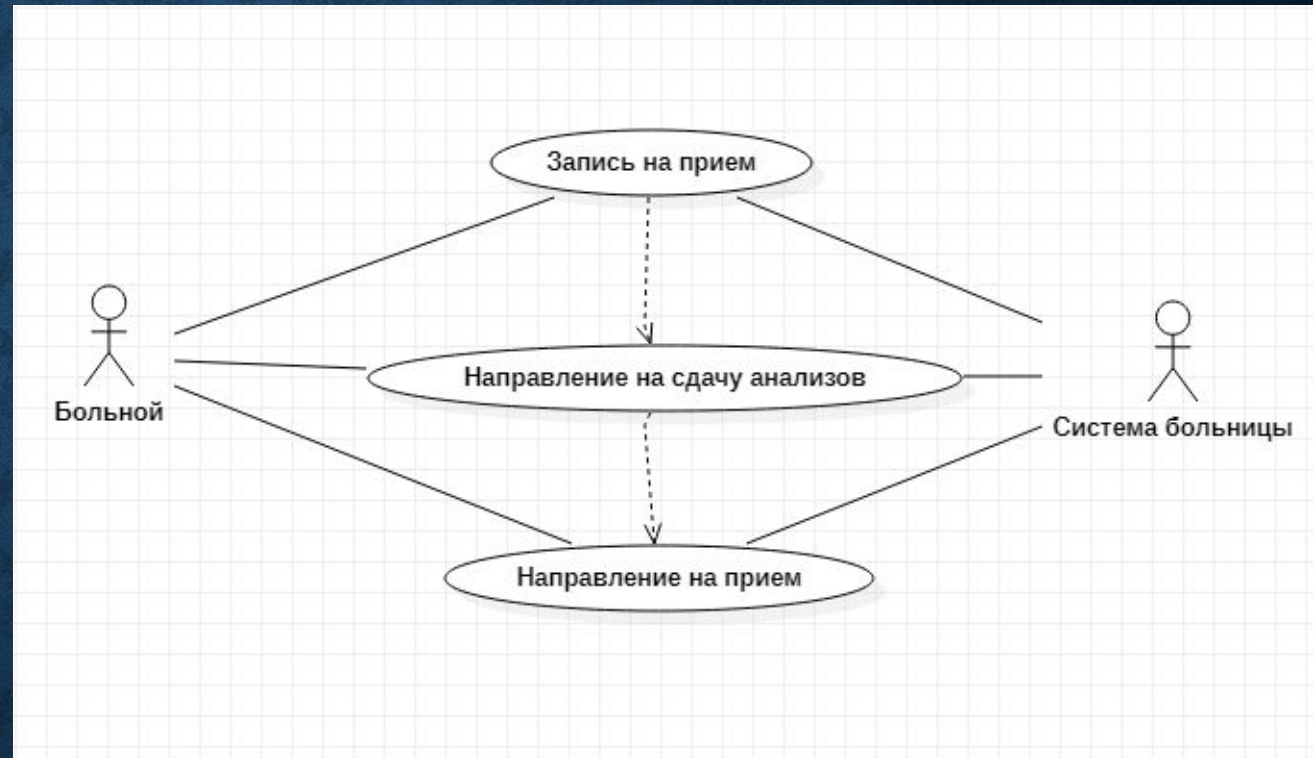 Запись на прием
Направление на сдачу анализов
Больной
Система больницы
Направление на прием